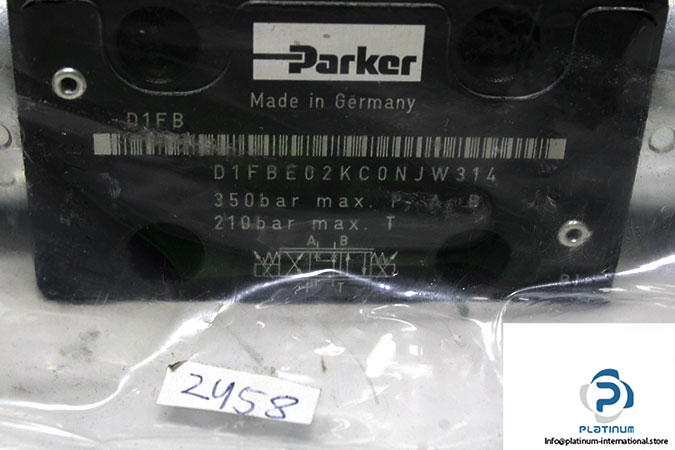 Parker
Made in Germany
D1FB
D1FBE02KC0NJW314
350bar max. P, A, B
210bar max. T
A B
P T
2458
PLATINUM
info@platinum-international.store